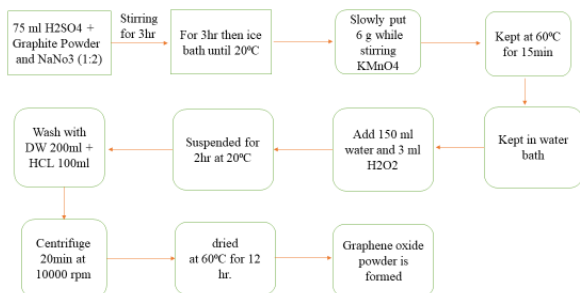 75 ml H2SO4 +
Graphite Powder
and NaNo3 (1:2)
Stirring
for 3hr
For 3hr then ice
bath until 20ºC
Slowly put
6 g while
stirring
KMnO4
Kept at 60ºC
for 15min
Wash with
DW 200ml +
HCL 100ml
Suspended for
2hr at 20ºC
Add 150 ml
water and 3 ml
H2O2
Kept in water
bath
Centrifuge
20min at
10000 rpm
dried
at 60ºC for 12
hr.
Graphene oxide
powder is
formed